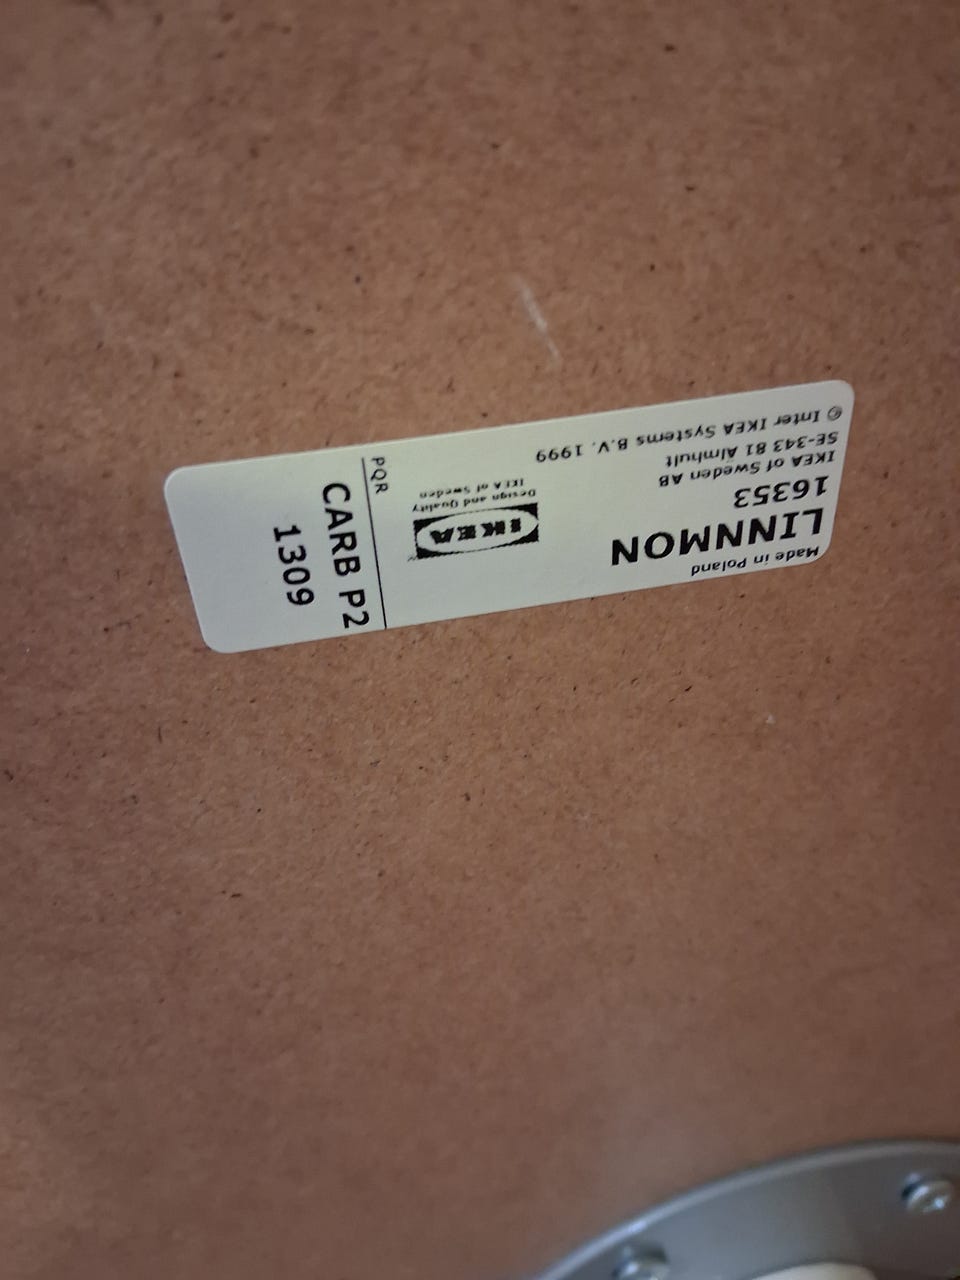 Made in Poland
LINNMON
16353
IKEA of Sweden AB
SE-343 81 Älmhult
© Inter IKEA Systems B.V. 1999
IKEA
Design and Quality
IKEA of Sweden
PQR
CARB P2
1309